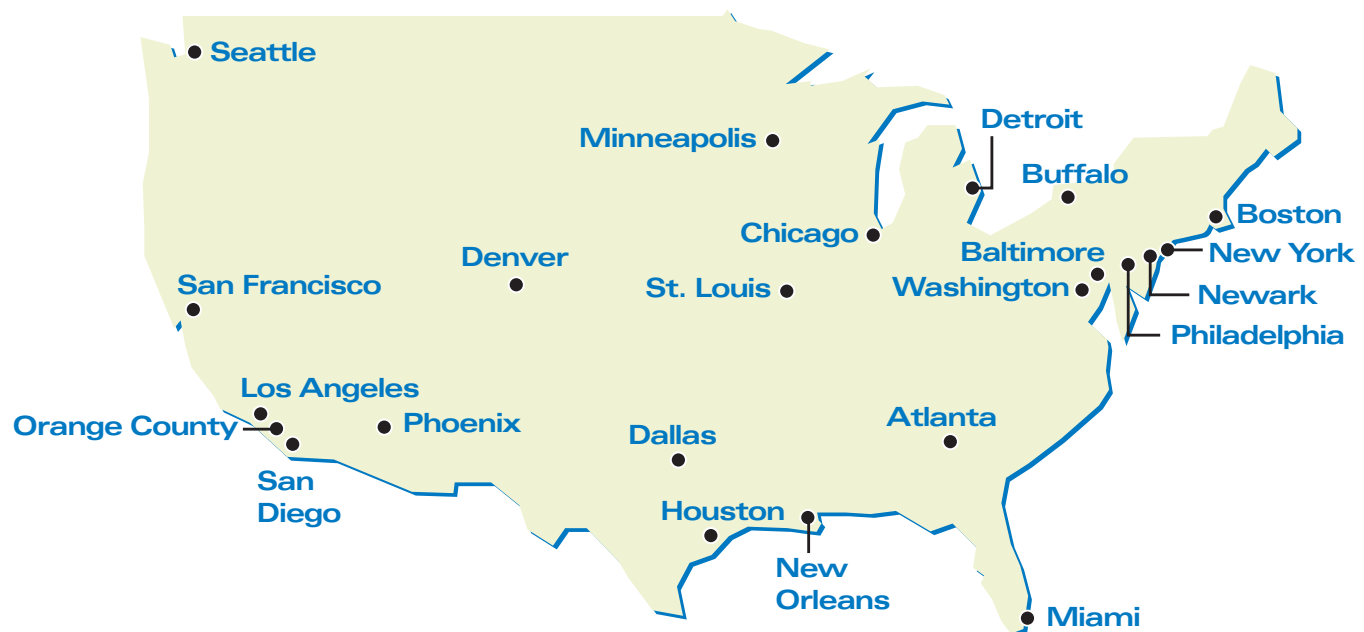 Seattle
Detroit
Minneapolis
Buffalo
Boston
Chicago
Baltimore
New York
Denver
San Francisco
St. Louis
Washington
Newark
Philadelphia
Los Angeles
Orange County
Phoenix
Atlanta
Dallas
San
Diego
Houston
New
Orleans
Miami